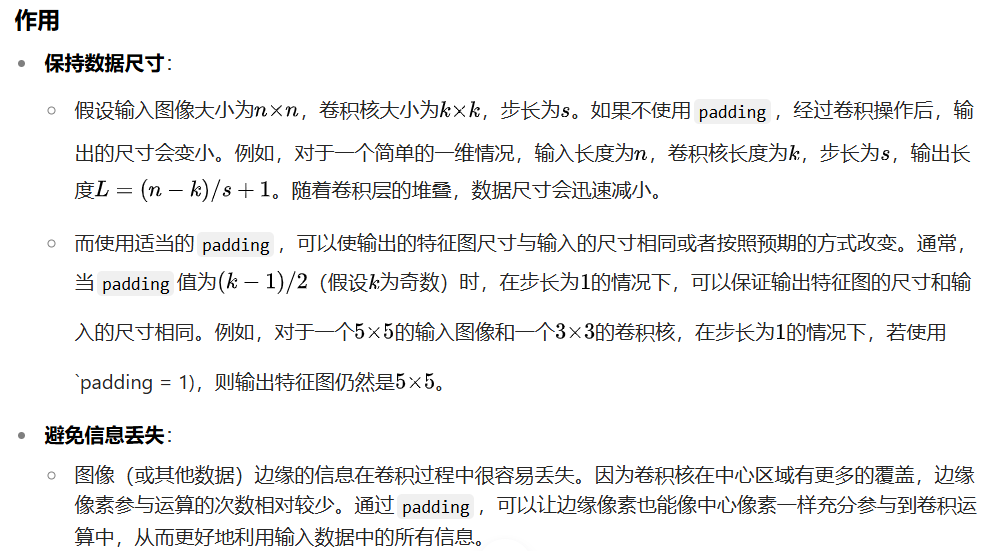 作用
保持数据尺寸：
假设输入图像大小为n×n，卷积核大小为k×k，步长为s。如果不使用 padding ，经过卷积操作后，输
出的尺寸会变小。例如，对于一个简单的一维情况，输入长度为n，卷积核长度为k，步长为s，输出长
度L = (n − k)/s + 1。随着卷积层的堆叠，数据尺寸会迅速减小。
而使用适当的 padding ，可以使输出的特征图尺寸与输入的尺寸相同或者按照预期的方式改变。通常，
当 padding 值为(k − 1)/2（假设k为奇数）时，在步长为1的情况下，可以保证输出特征图的尺寸和输
入的尺寸相同。例如，对于一个5×5的输入图像和一个3×3的卷积核，在步长为1的情况下，若使用
`padding = 1)，则输出特征图仍然是5×5。
避免信息丢失：
图像（或其他数据）边缘的信息在卷积过程中很容易丢失。因为卷积核在中心区域有更多的覆盖，边缘
像素参与运算的次数相对较少。通过 padding ，可以让边缘像素也能像中心像素一样充分参与到卷积运
算中，从而更好地利用输入数据中的所有信息。